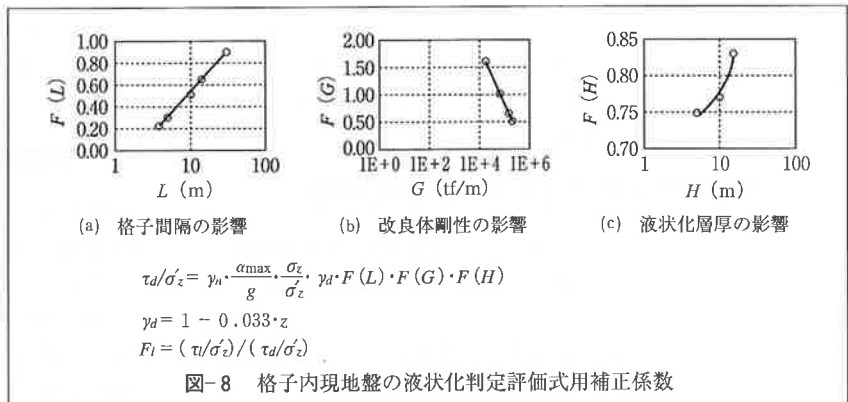 1.00
0.80
0.60
0.40
0.20
0.00
F (L)
1 10 100
L (m)
(a) 格子間隔の影響
2.00
1.50
1.00
0.50
0.00
F (G)
1E+0 1E+2 1E+4 1E+6
G (tf/m)
(b) 改良体剛性の影響
0.85
0.80
0.75
0.70
F (H)
1 10 100
H (m)
(c) 液状化層厚の影響
τd/σ′z = γn·αmax/g·σz/σ′z·γd·F(L)·F(G)·F(H)
γd = 1 − 0.033·z
Fl = (τl/σ′z)/(τd/σ′z)
図-8 格子内現地盤の液状化判定評価式用補正係数